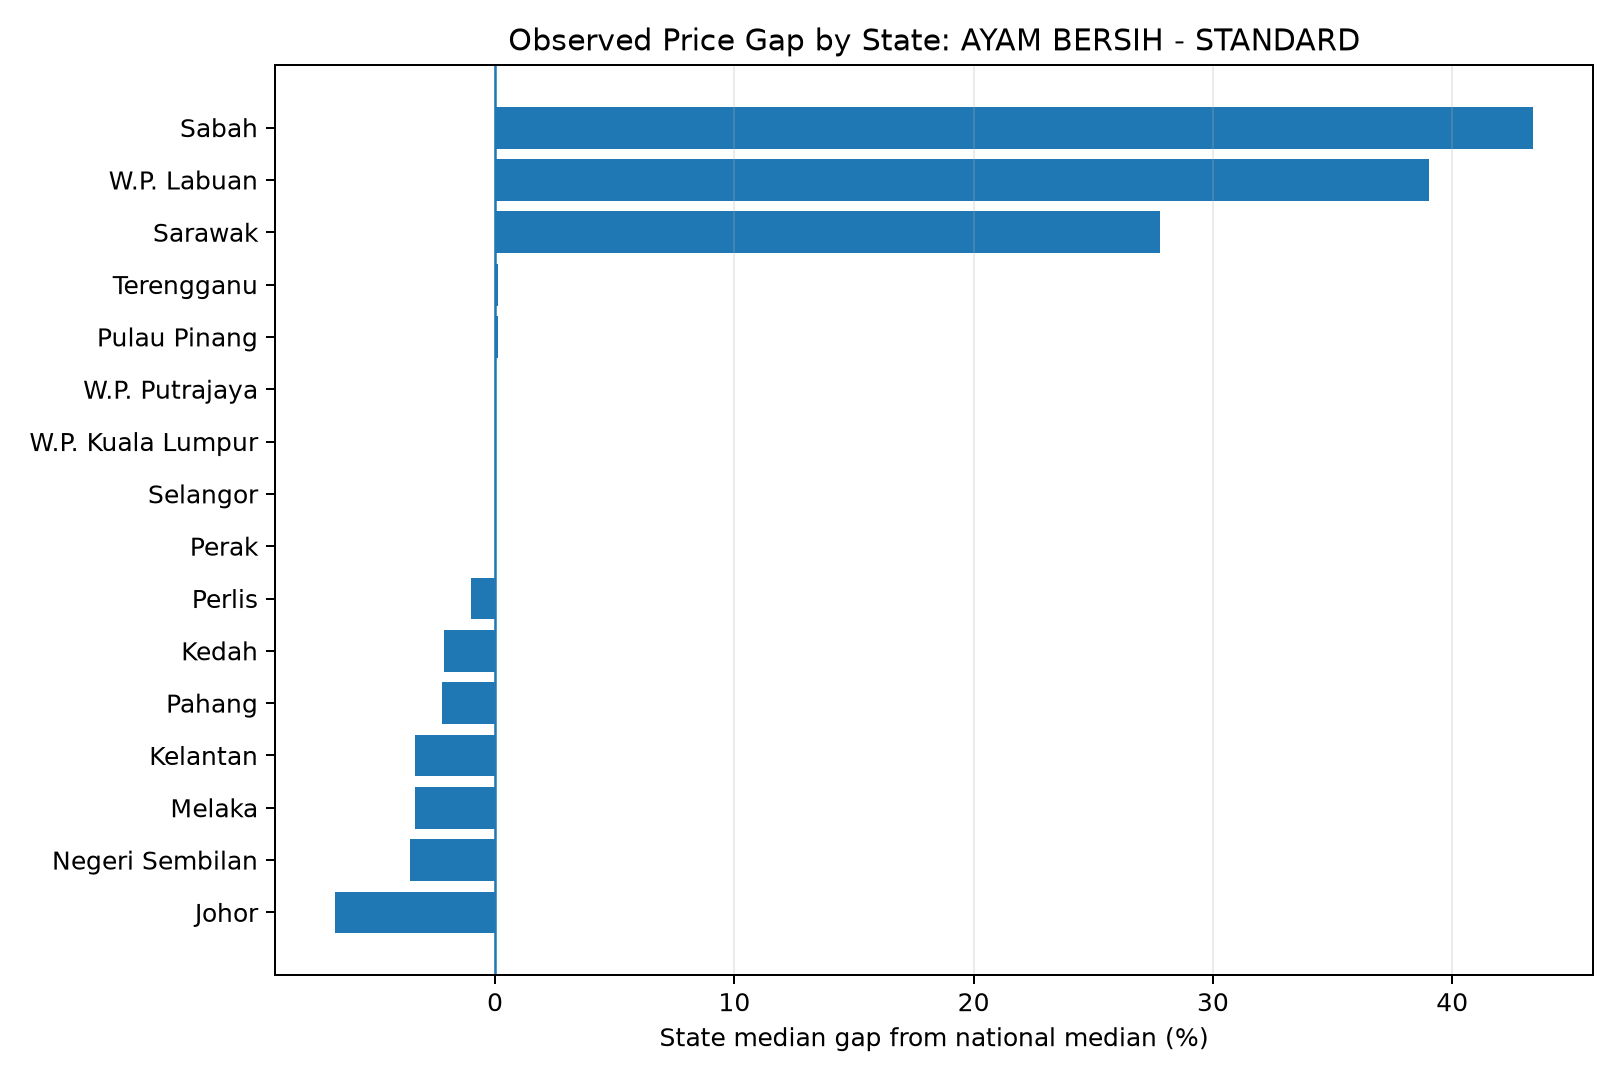 Observed Price Gap by State: AYAM BERSIH - STANDARD
Sabah
W.P. Labuan
Sarawak
Terengganu
Pulau Pinang
W.P. Putrajaya
W.P. Kuala Lumpur
Selangor
Perak
Perlis
Kedah
Pahang
Kelantan
Melaka
Negeri Sembilan
Johor
0 10 20 30 40
State median gap from national median (%)